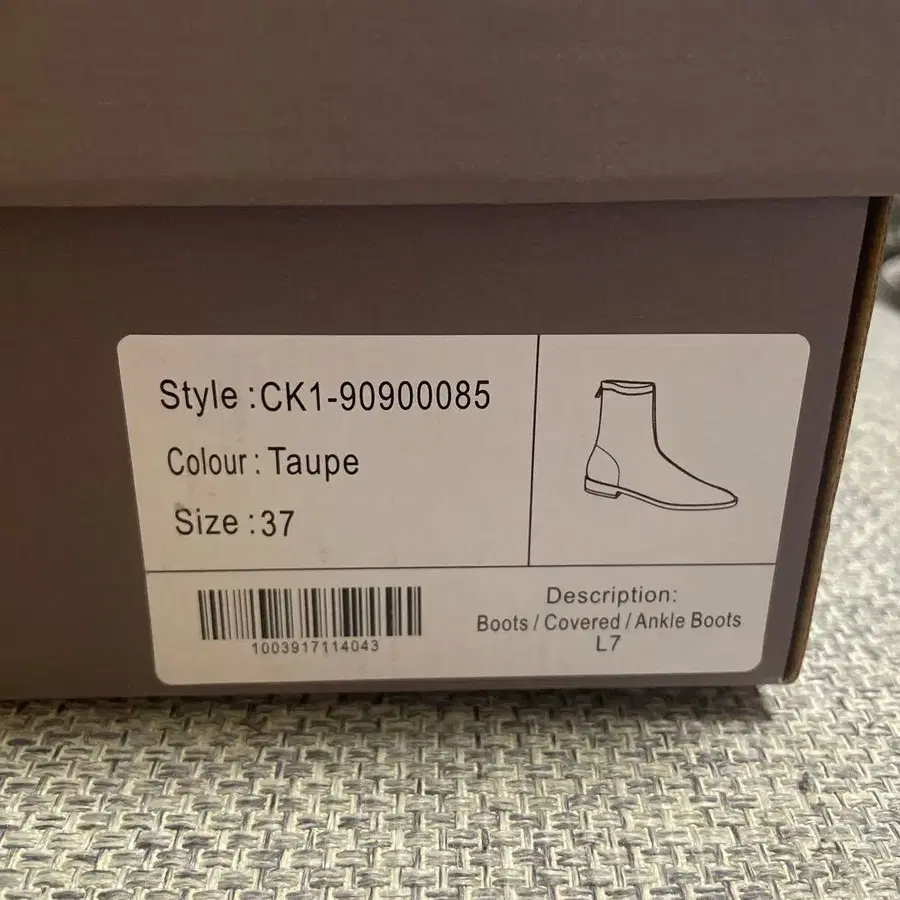 Style :CK1-90900085
Colour : Taupe
Size :37
1003917114043
Description:
Boots / Covered / Ankle Boots
L7